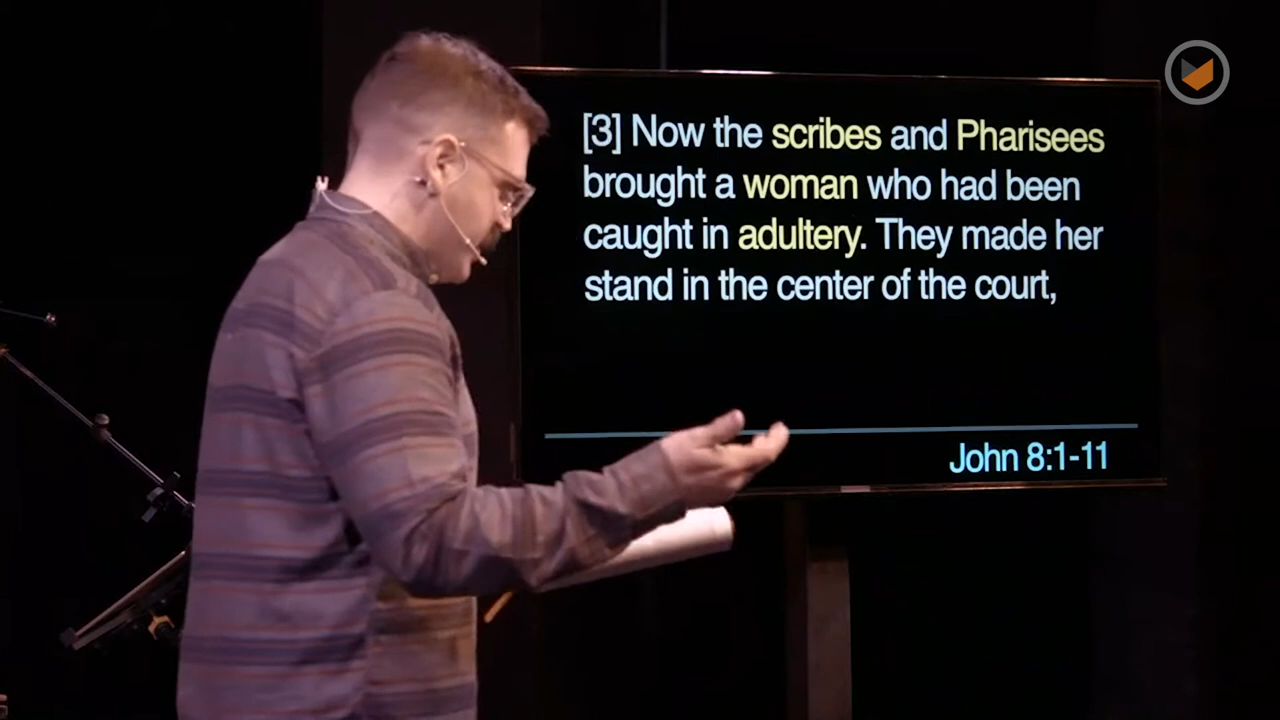 [3] Now the scribes and Pharisees
brought a woman who had been
caught in adultery. They made her
stand in the center of the court,
John 8:1-11